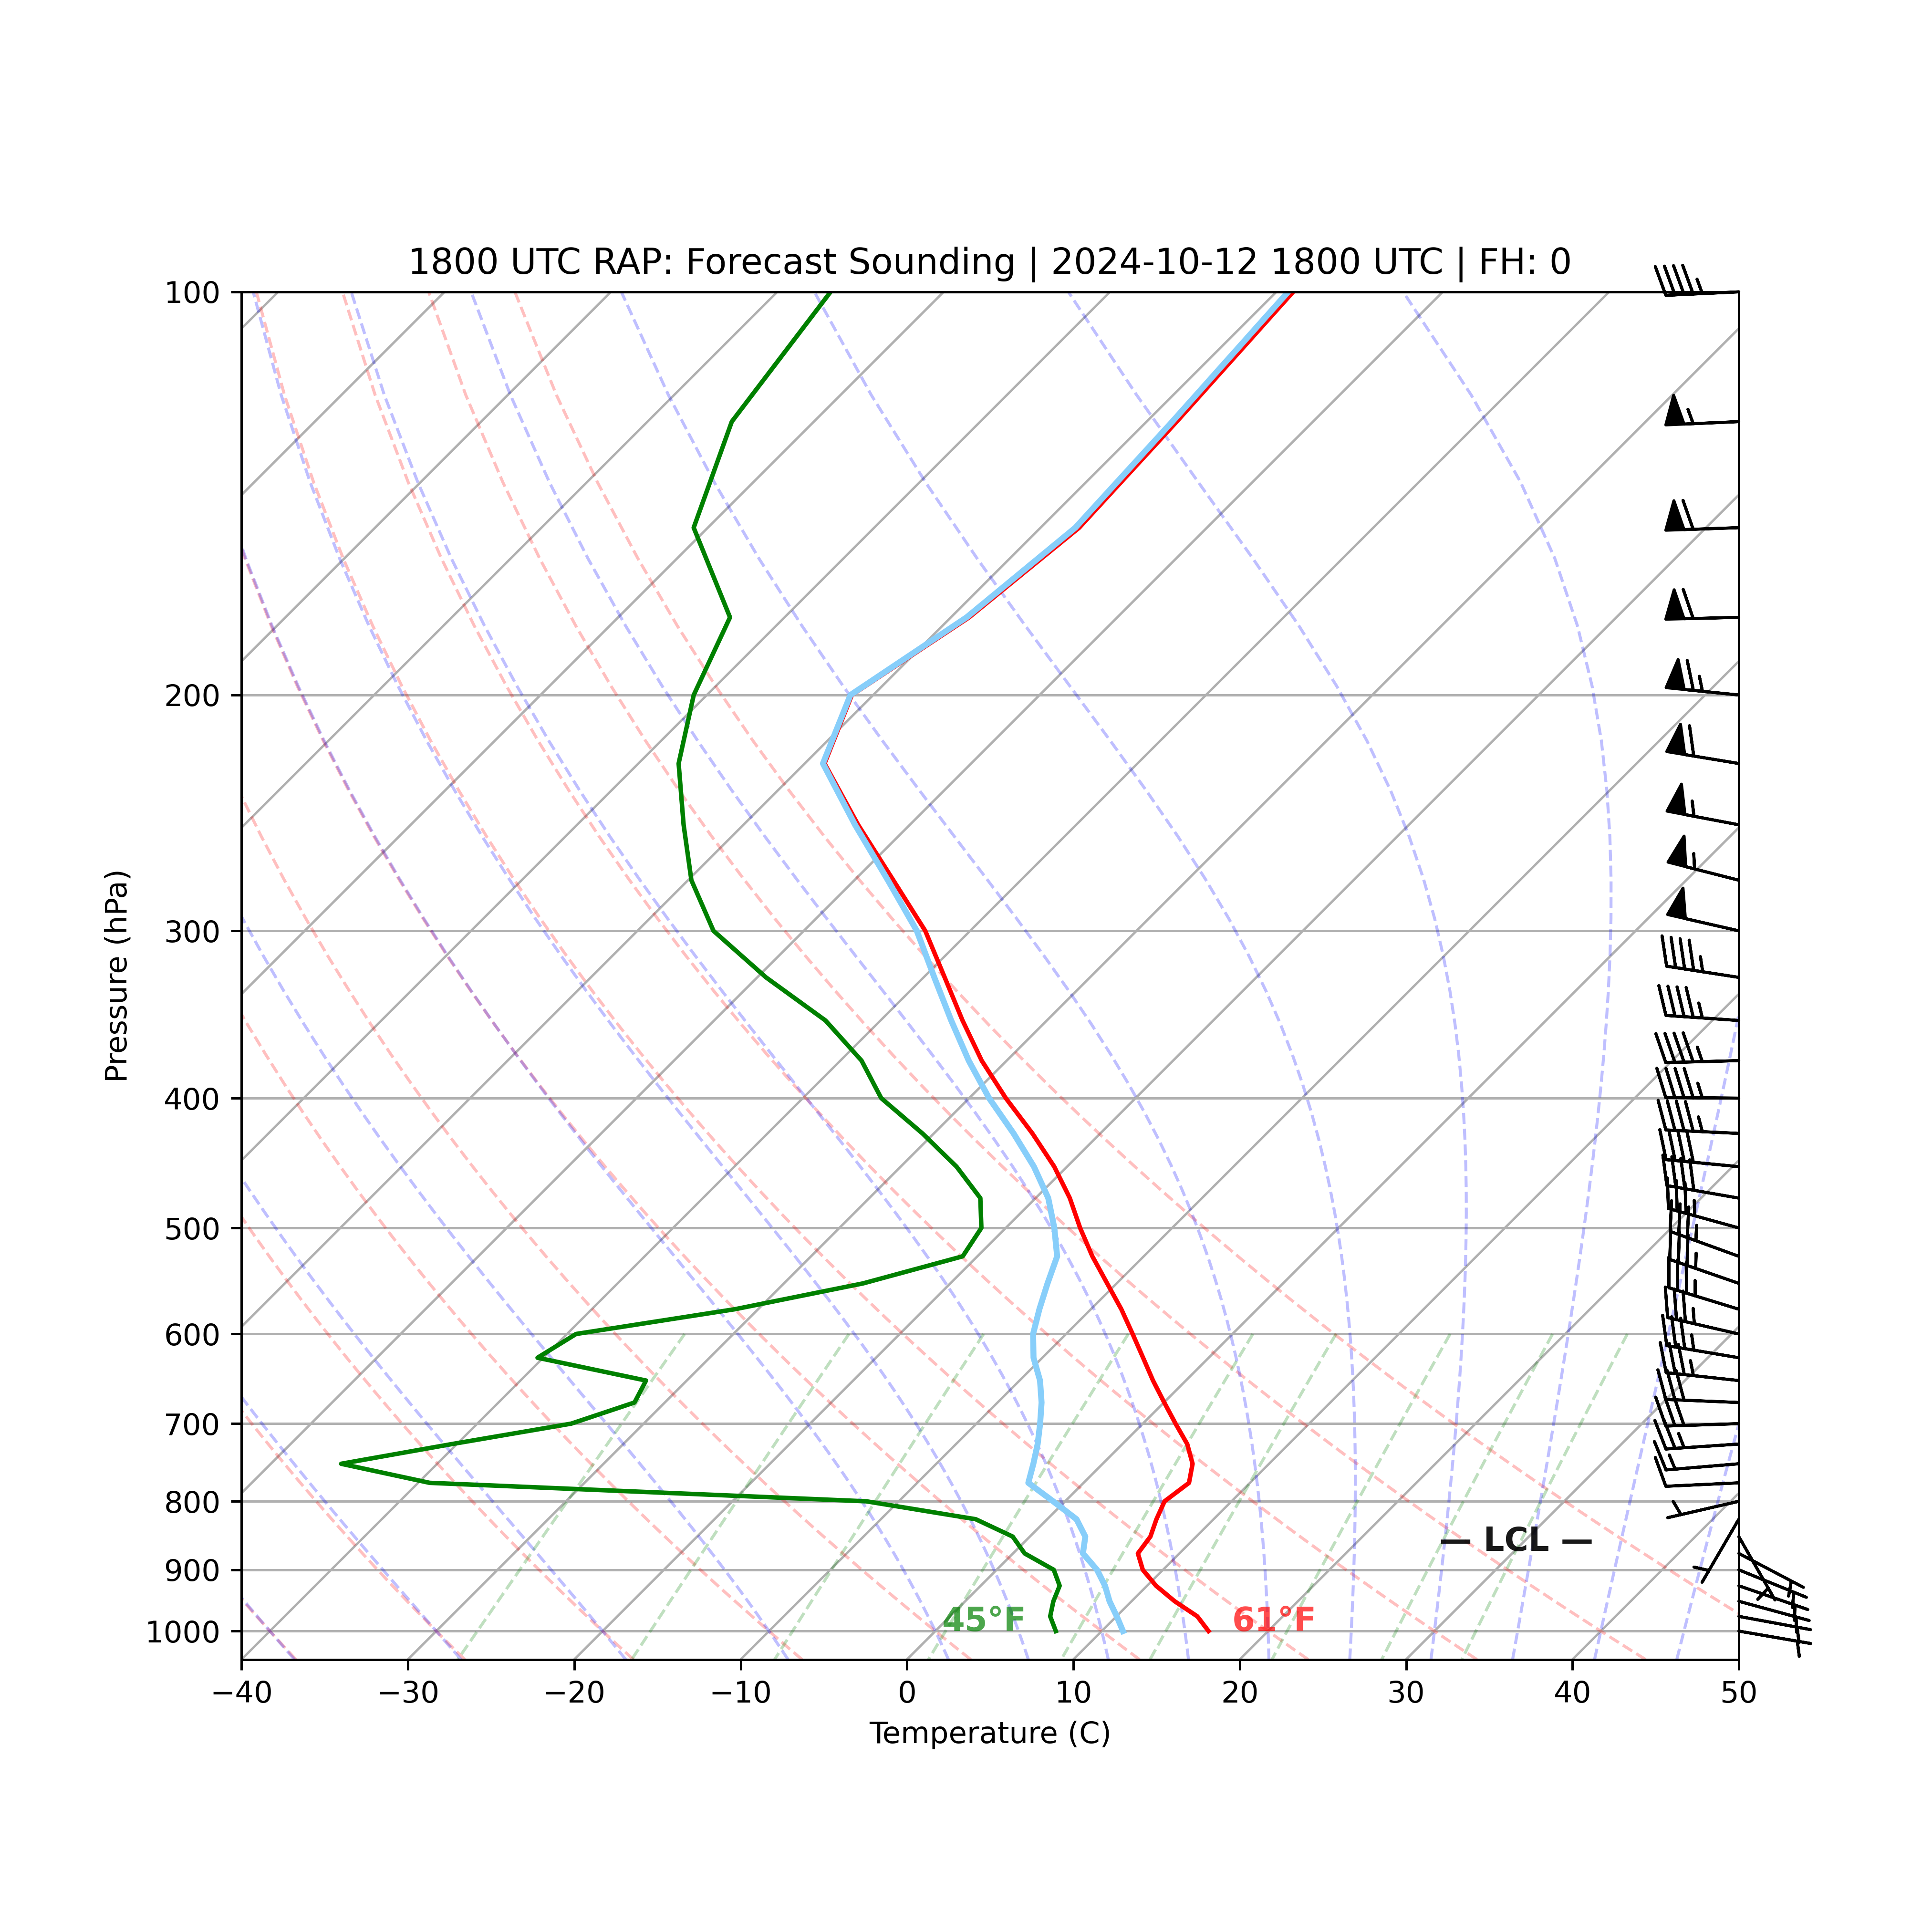 1800 UTC RAP: Forecast Sounding | 2024-10-12 1800 UTC | FH: 0
100
200
300
400
500
600
700
800
900
1000
Pressure (hPa)
— LCL —
45°F
61°F
−40 −30 −20 −10 0 10 20 30 40 50
Temperature (C)